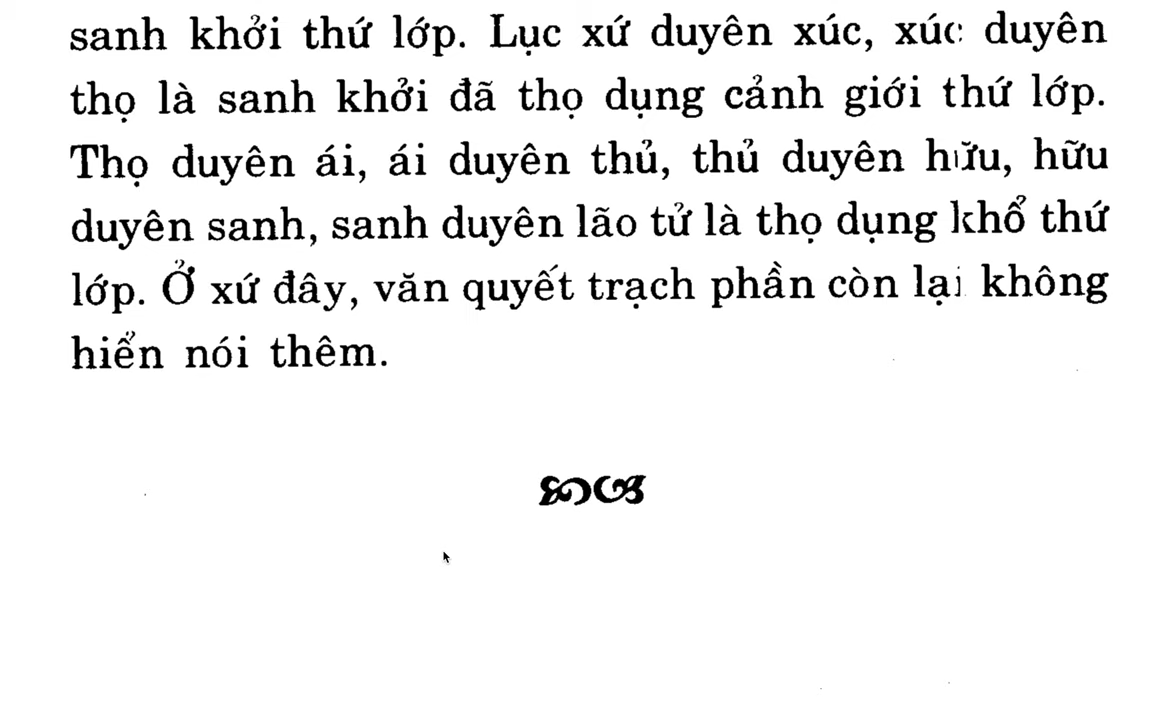 sanh khởi thứ lớp. Lục xứ duyên xúc, xúc duyên
thọ là sanh khởi đã thọ dụng cảnh giới thứ lớp.
Thọ duyên ái, ái duyên thủ, thủ duyên hữu, hữu
duyên sanh, sanh duyên lão tử là thọ dụng khổ thứ
lớp. Ở xứ đây, văn quyết trạch phần còn lại không
hiển nói thêm.